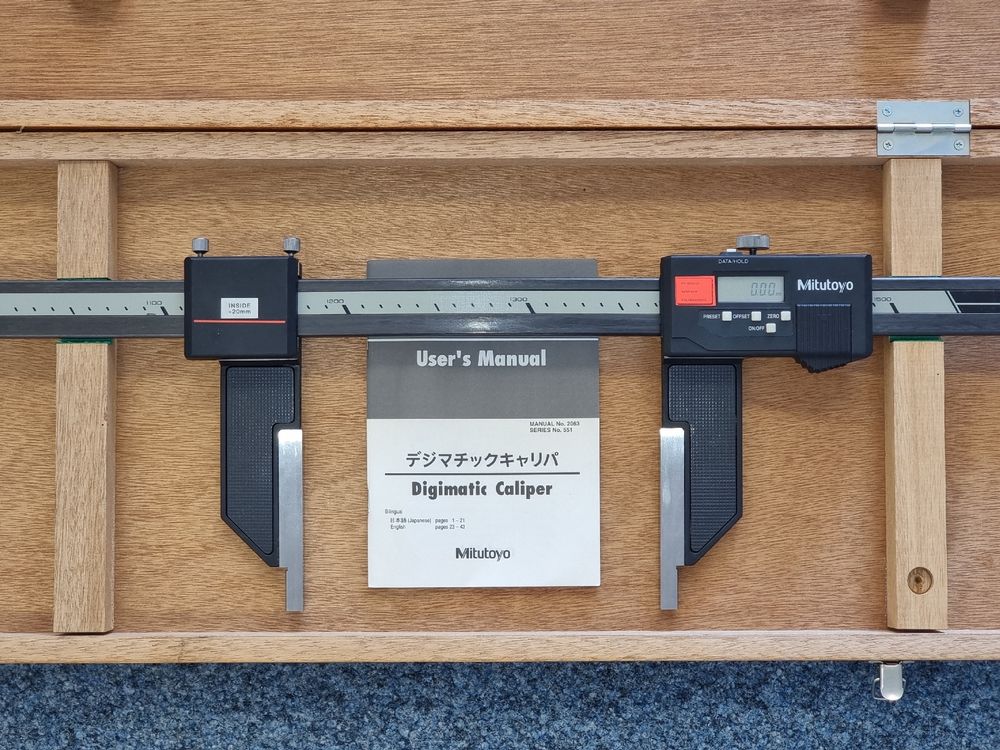 DATA/HOLD
0.00
Mitutoyo
1100
INSIDE
+20mm
1200
1300
1500
PRESET
OFFSET
ZERO
ON/OFF
User's Manual
MANUAL No. 2063
SERIES No. 551
デジマチックキャリパ
Digimatic Caliper
Bilingual
日本語 (Japanese) pages 1 – 21
English pages 23 – 43
Mitutoyo